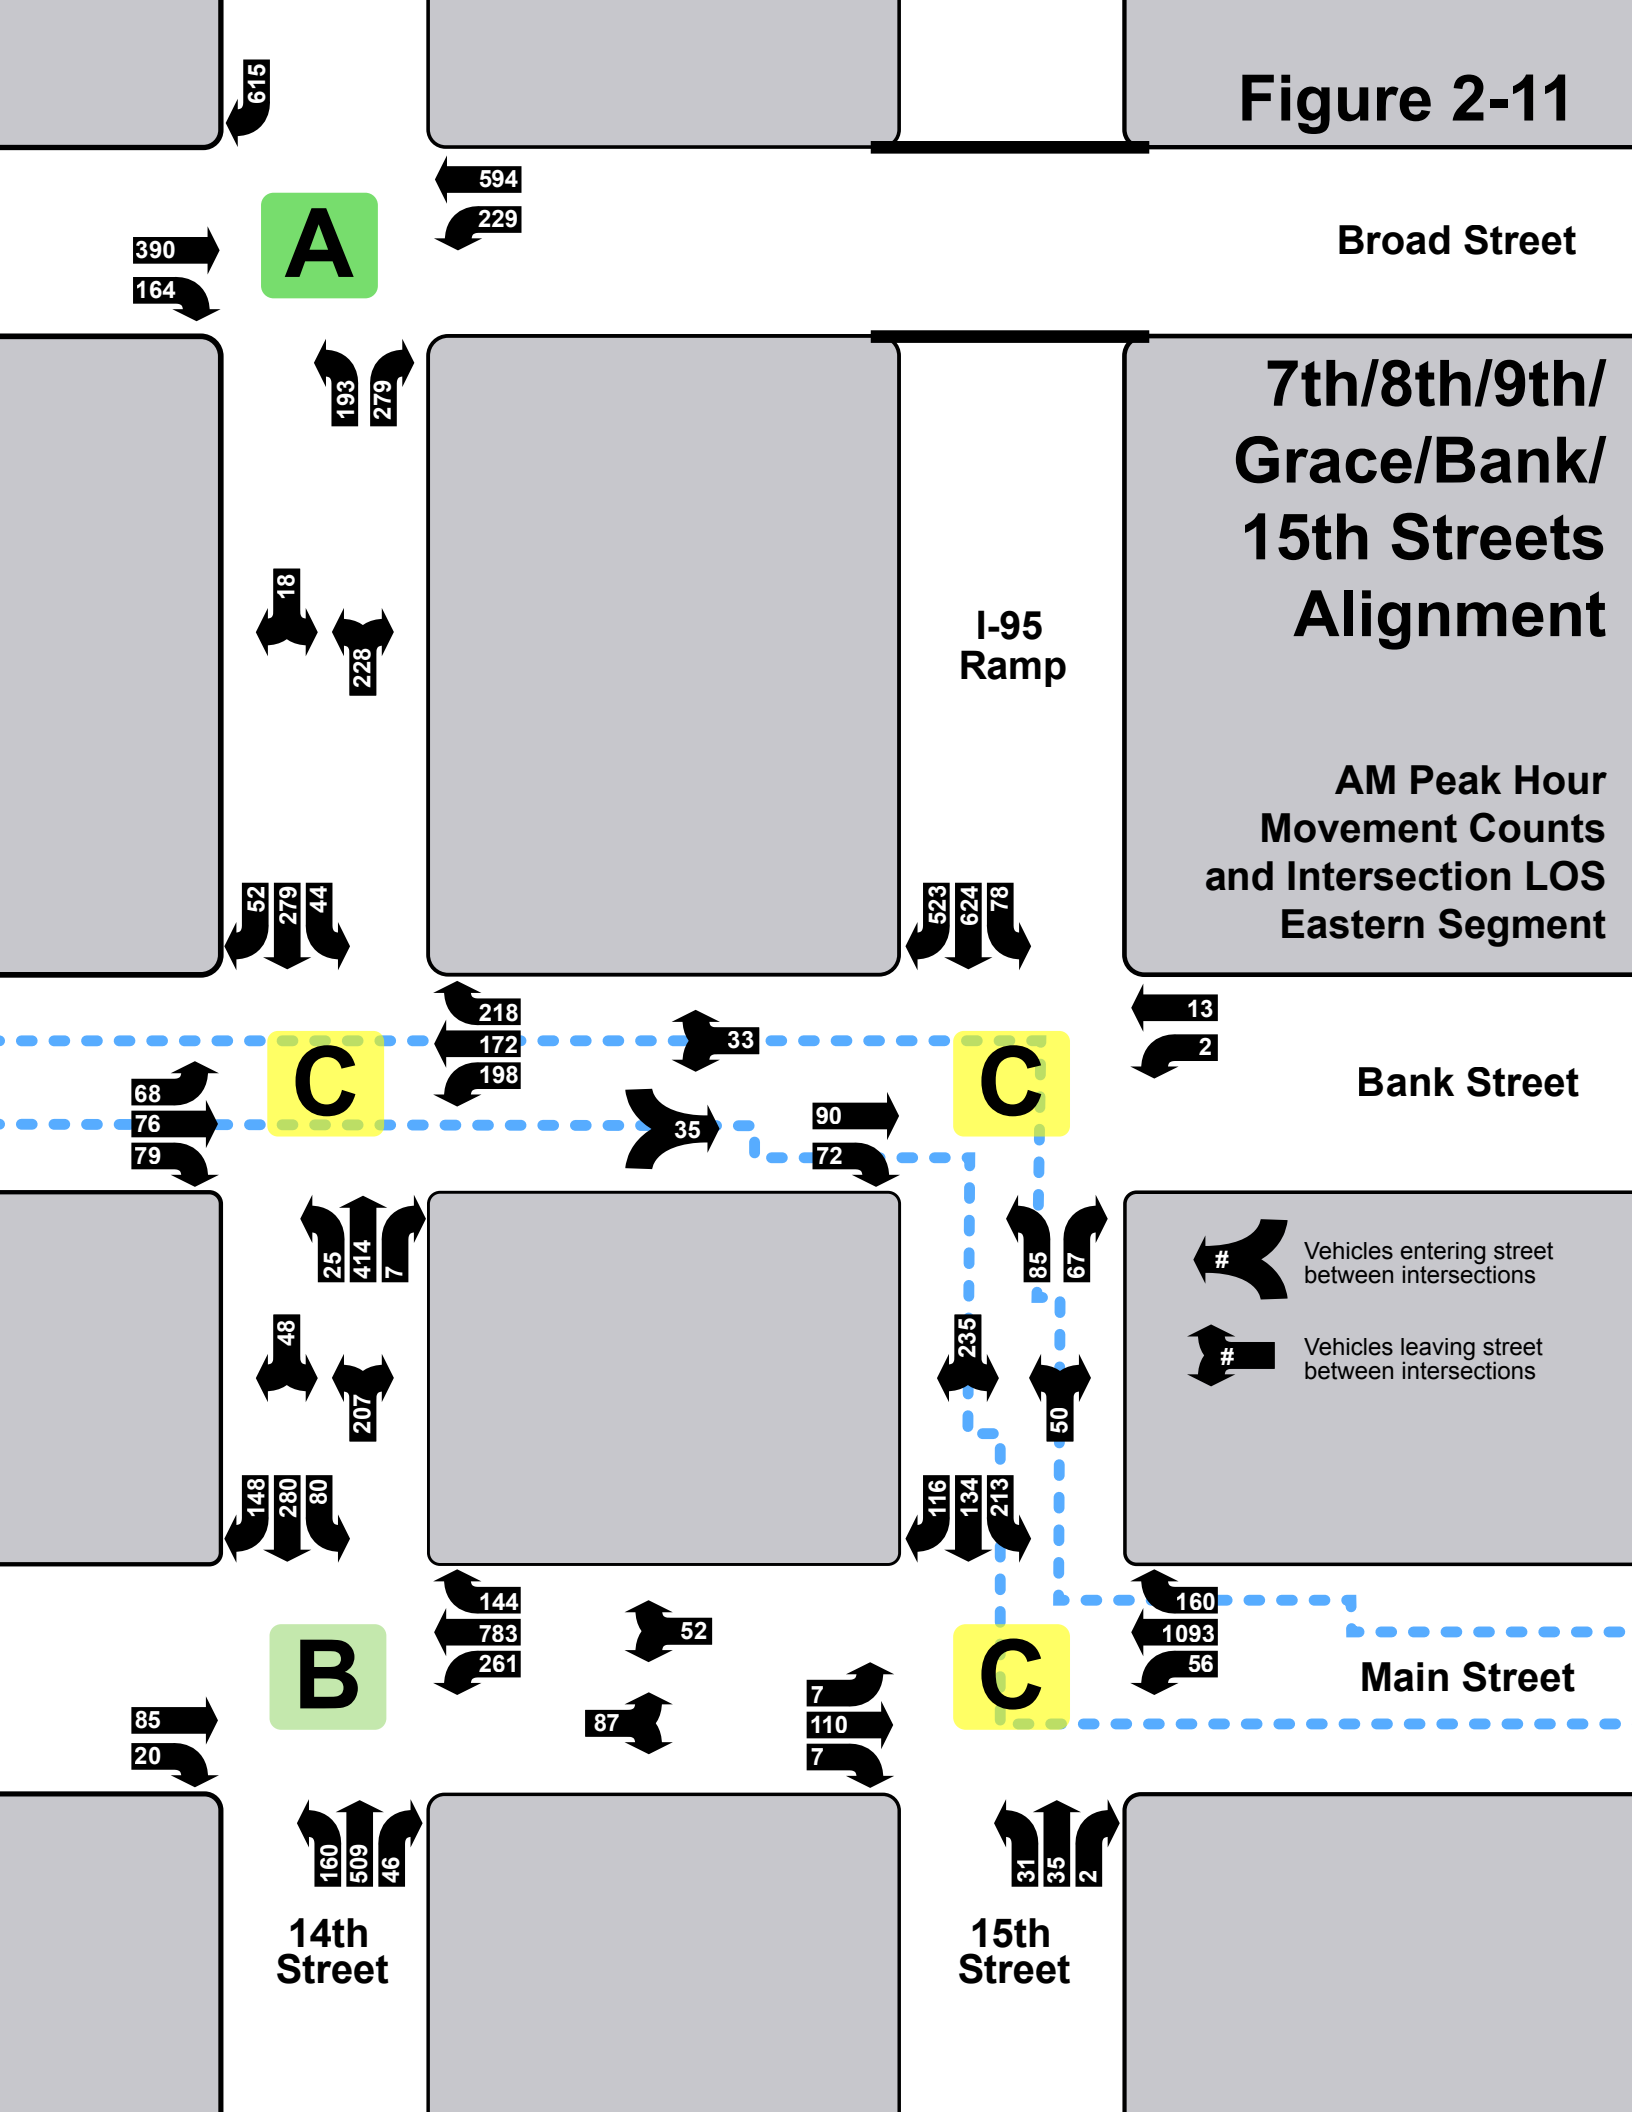 615
Figure 2-11
594
A
229
390
Broad Street
164
193
279
7th/8th/9th/
Grace/Bank/
15th Streets
Alignment
18
228
I-95
Ramp
AM Peak Hour
Movement Counts
and Intersection LOS
Eastern Segment
52
279
44
523
624
78
218
172
198
33
13
2
C
C
68
76
79
Bank Street
35
90
72
25
414
7
85
67
#
Vehicles entering street
between intersections
#
Vehicles leaving street
between intersections
48
207
235
50
148
280
80
116
134
213
144
783
261
52
160
1093
56
B
C
Main Street
85
20
87
7
110
7
160
509
46
31
35
2
14th
Street
15th
Street